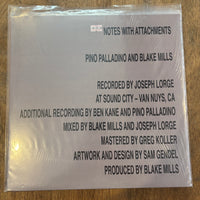 NOTES WITH ATTACHMENTS
PINO PALLADINO AND BLAKE MILLS
RECORDED BY JOSEPH LORGE
AT SOUND CITY – VAN NUYS, CA
ADDITIONAL RECORDING BY BEN KANE AND PINO PALLADINO
MIXED BY BLAKE MILLS AND JOSEPH LORGE
MASTERED BY GREG KOLLER
ARTWORK AND DESIGN BY SAM GENDEL
PRODUCED BY BLAKE MILLS